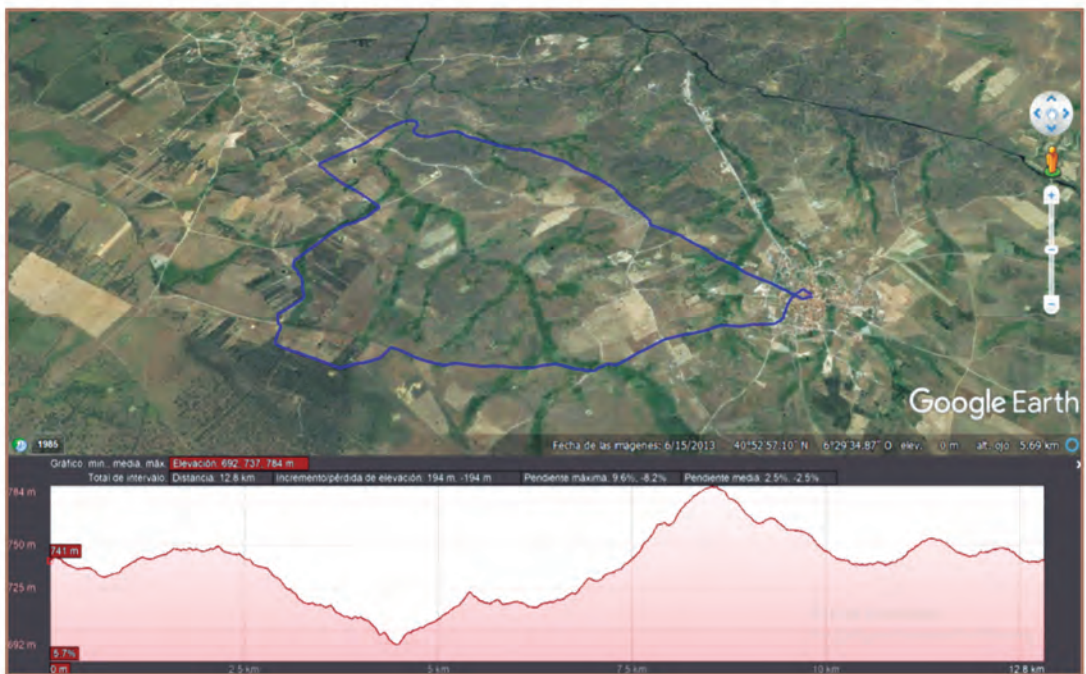 Google Earth
1985
Fecha de las imágenes: 6/15/2013 40°52'57.10" N 6°29'34.87" O elev. 0 m alt. ojo 5.69 km
Gráfico: mín., media, máx. Elevación: 692, 737, 784 m
Total de intervalo: Distancia: 12.8 km Incremento/pérdida de elevación: 194 m, -194 m Pendiente máxima: 9.6%, -8.2% Pendiente media: 2.5%, -2.5%
784 m
750 m
741 m
725 m
692 m
5.7%
0 m 2.5 km 5 km 7.5 km 10 km 12.8 km